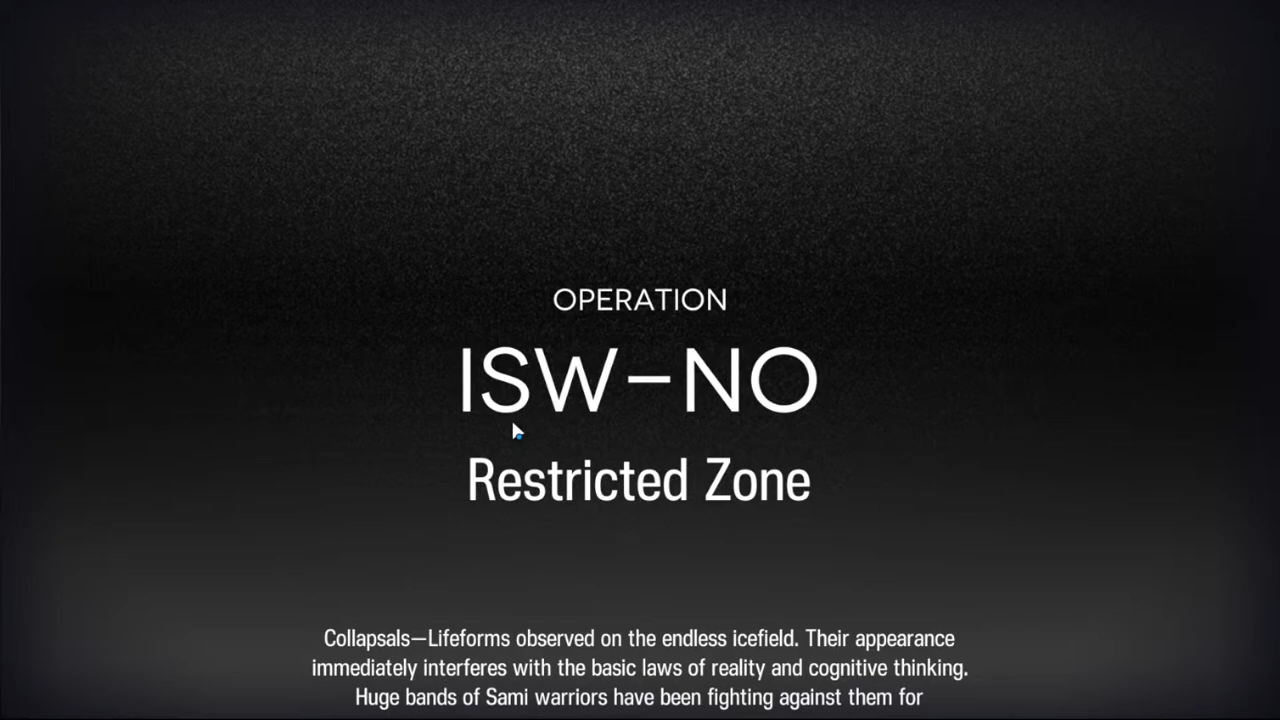 OPERATION
ISW-NO
Restricted Zone
Collapsals—Lifeforms observed on the endless icefield. Their appearance
immediately interferes with the basic laws of reality and cognitive thinking.
Huge bands of Sami warriors have been fighting against them for